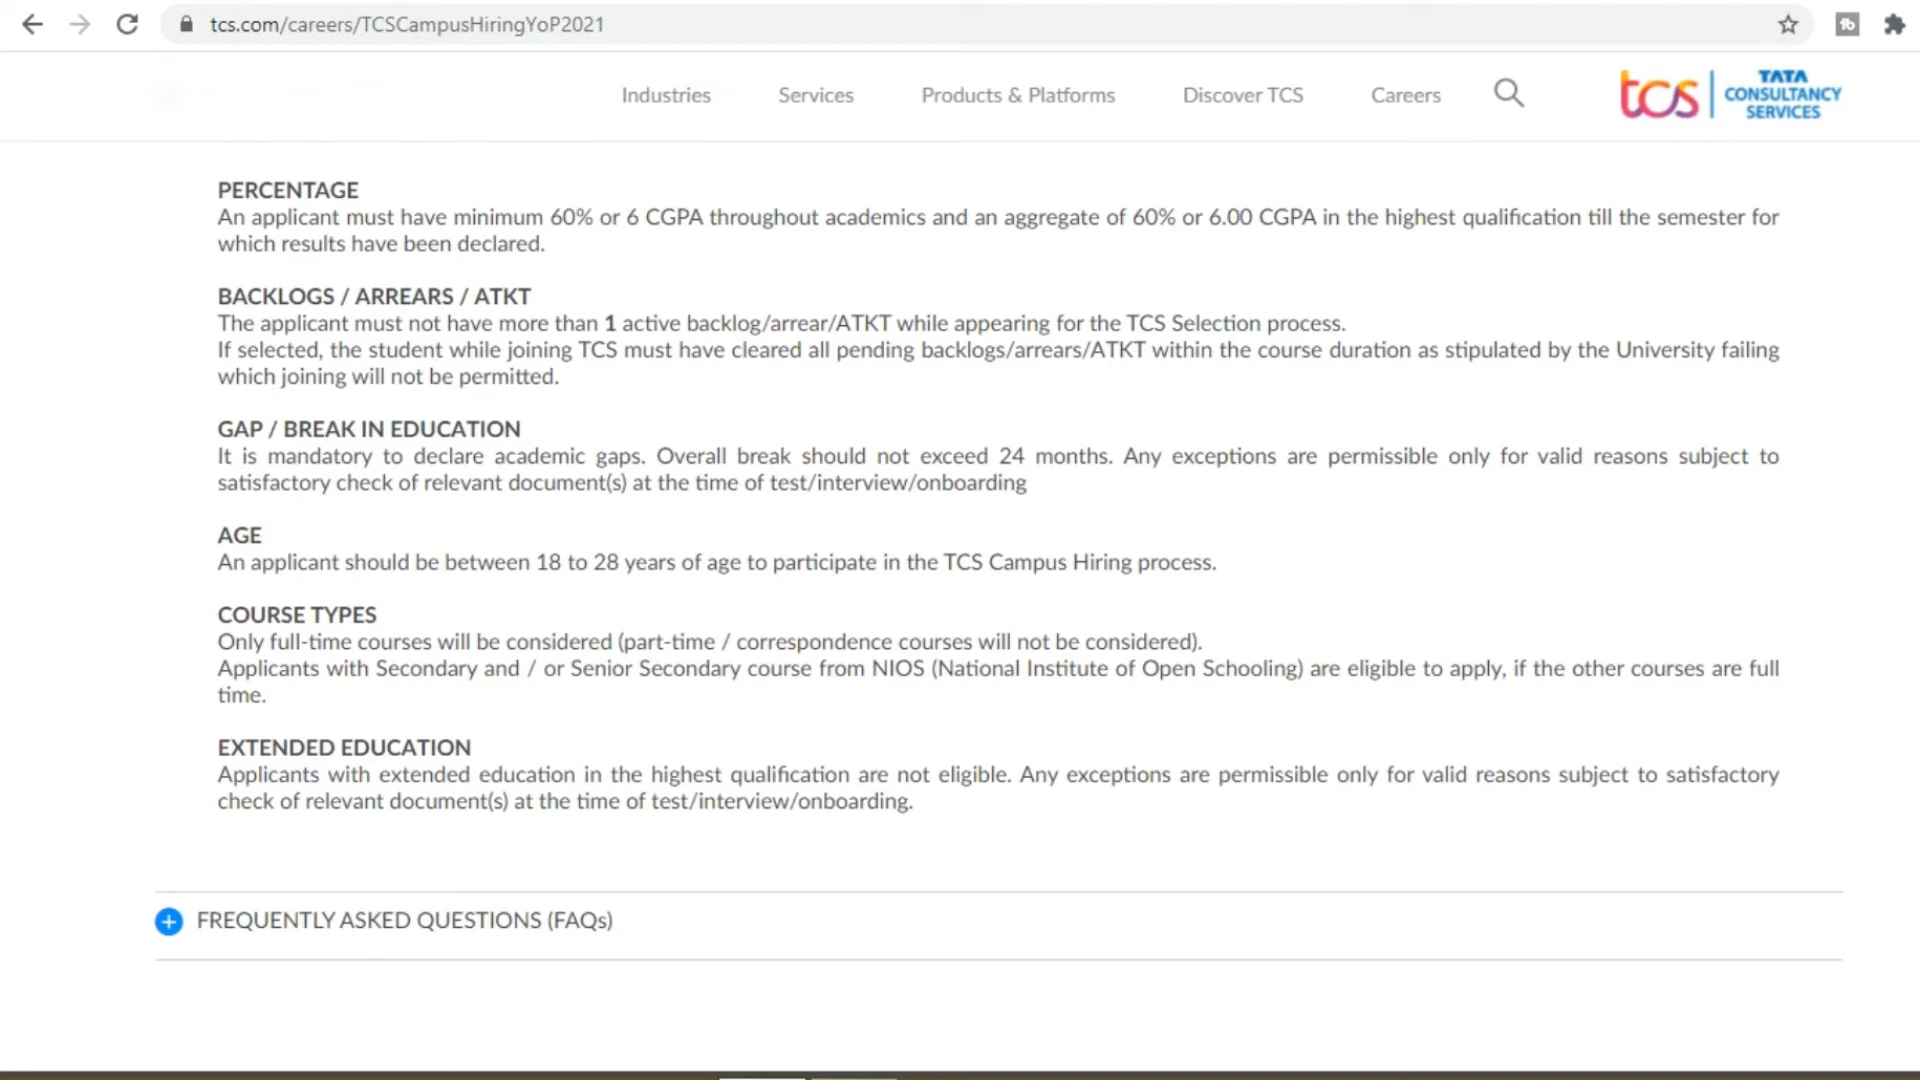 tcs.com/careers/TCSCampusHiringYoP2021
Industries
Services
Products & Platforms
Discover TCS
Careers
tcs
TATA
CONSULTANCY
SERVICES
PERCENTAGE
An applicant must have minimum 60% or 6 CGPA throughout academics and an aggregate of 60% or 6.00 CGPA in the highest qualification till the semester for
which results have been declared.
BACKLOGS / ARREARS / ATKT
The applicant must not have more than 1 active backlog/arrear/ATKT while appearing for the TCS Selection process.
If selected, the student while joining TCS must have cleared all pending backlogs/arrears/ATKT within the course duration as stipulated by the University failing
which joining will not be permitted.
GAP / BREAK IN EDUCATION
It is mandatory to declare academic gaps. Overall break should not exceed 24 months. Any exceptions are permissible only for valid reasons subject to
satisfactory check of relevant document(s) at the time of test/interview/onboarding
AGE
An applicant should be between 18 to 28 years of age to participate in the TCS Campus Hiring process.
COURSE TYPES
Only full-time courses will be considered (part-time / correspondence courses will not be considered).
Applicants with Secondary and / or Senior Secondary course from NIOS (National Institute of Open Schooling) are eligible to apply, if the other courses are full
time.
EXTENDED EDUCATION
Applicants with extended education in the highest qualification are not eligible. Any exceptions are permissible only for valid reasons subject to satisfactory
check of relevant document(s) at the time of test/interview/onboarding.
FREQUENTLY ASKED QUESTIONS (FAQs)